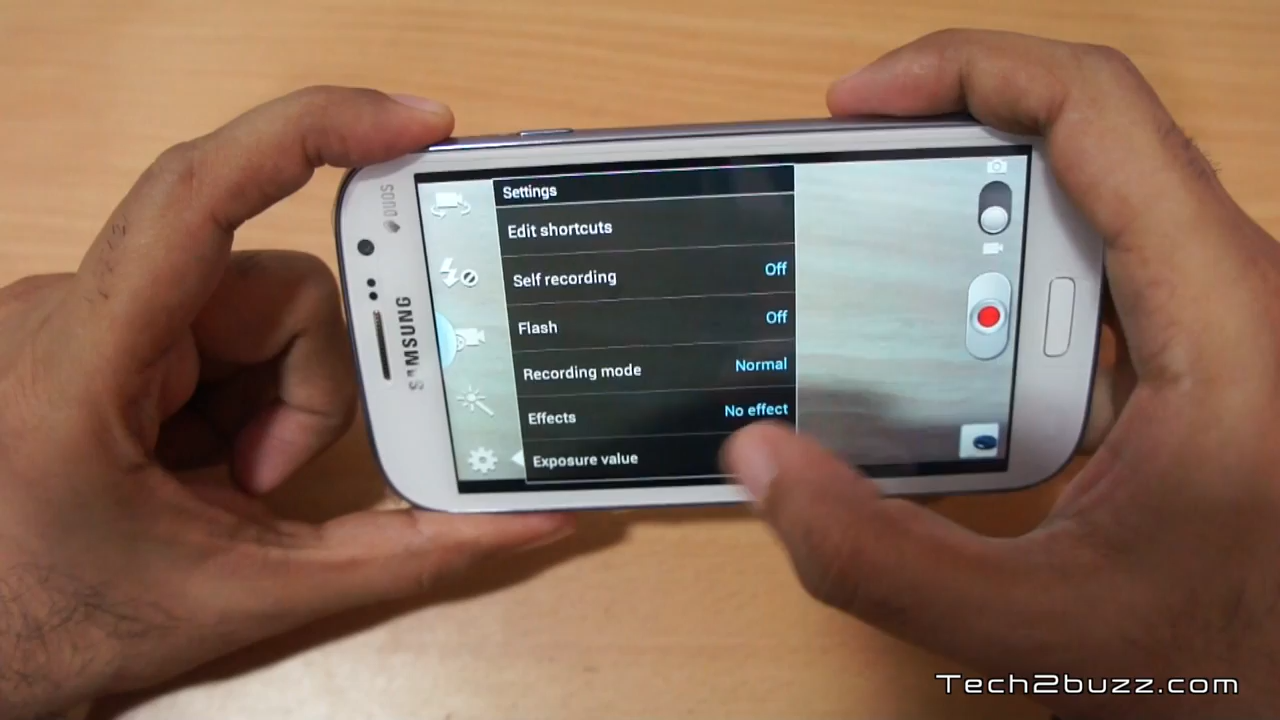 DUOS
SAMSUNG
Settings
Edit shortcuts
Self recording Off
Flash Off
Recording mode Normal
Effects No effect
Exposure value
Tech2buzz.com